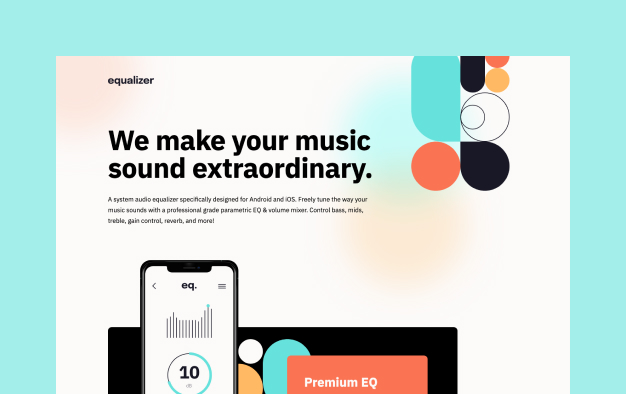 equalizer
We make your music
sound extraordinary.
A system audio equalizer specifically designed for Android and iOS. Freely tune the way your
music sounds with a professional grade parametric EQ & volume mixer. Control bass, mids,
treble, gain control, reverb, and more!
eq.
10
dB
Premium EQ